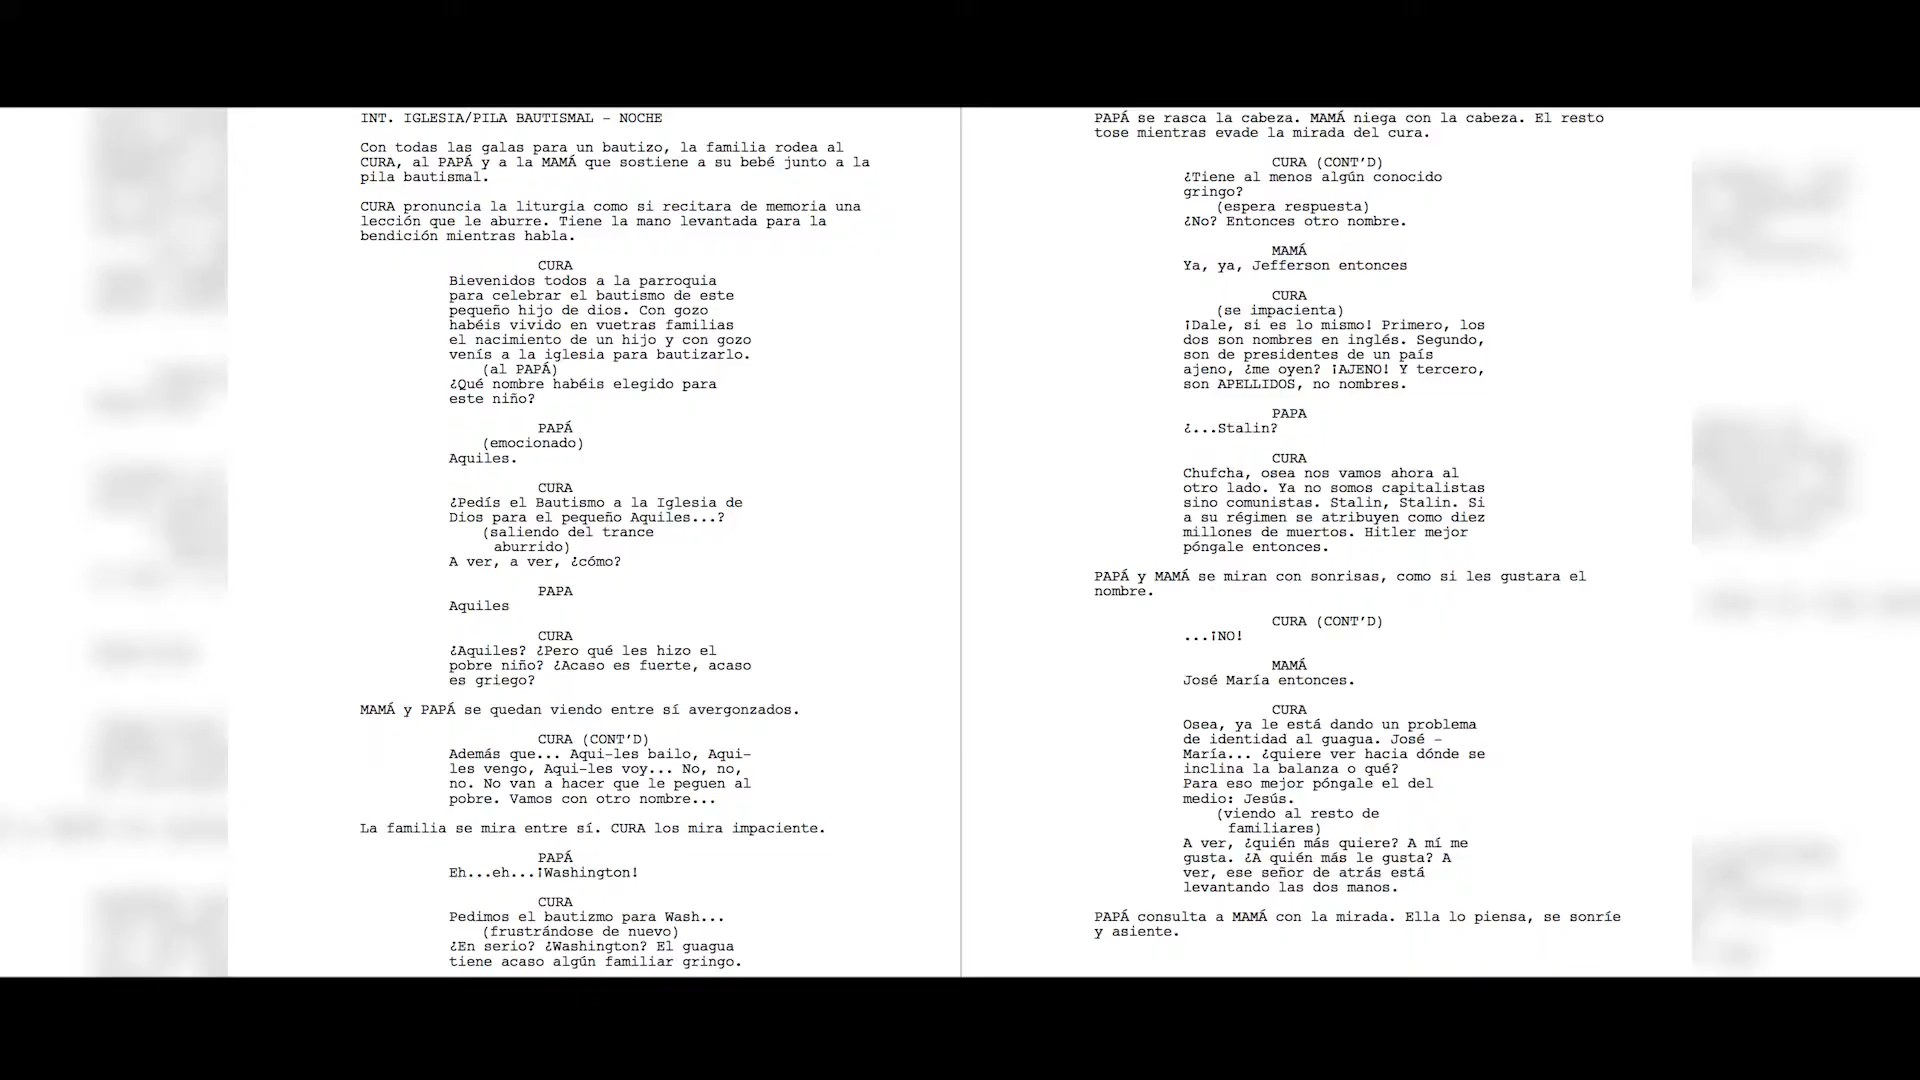 INT. IGLESIA/PILA BAUTISMAL - NOCHE
Con todas las galas para un bautizo, la familia rodea al
CURA, al PAPÁ y a la MAMÁ que sostiene a su bebé junto a la
pila bautismal.
CURA pronuncia la liturgia como si recitara de memoria una
lección que le aburre. Tiene la mano levantada para la
bendición mientras habla.
CURA
Bievenidos todos a la parroquia
para celebrar el bautismo de este
pequeño hijo de dios. Con gozo
habéis vivido en vuetras familias
el nacimiento de un hijo y con gozo
venís a la iglesia para bautizarlo.
(al PAPÁ)
¿Qué nombre habéis elegido para
este niño?
PAPÁ
(emocionado)
Aquiles.
CURA
¿Pedís el Bautismo a la Iglesia de
Dios para el pequeño Aquiles...?
(saliendo del trance
aburrido)
A ver, a ver, ¿cómo?
PAPA
Aquiles
CURA
¿Aquiles? ¿Pero qué les hizo el
pobre niño? ¿Acaso es fuerte, acaso
es griego?
MAMÁ y PAPÁ se quedan viendo entre sí avergonzados.
CURA (CONT'D)
Además que... Aqui-les bailo, Aqui-
les vengo, Aqui-les voy... No, no,
no. No van a hacer que le peguen al
pobre. Vamos con otro nombre...
La familia se mira entre sí. CURA los mira impaciente.
PAPÁ
Eh...eh...¡Washington!
CURA
Pedimos el bautizmo para Wash...
(frustrándose de nuevo)
¿En serio? ¿Washington? El guagua
tiene acaso algún familiar gringo.
PAPÁ se rasca la cabeza. MAMÁ niega con la cabeza. El resto
tose mientras evade la mirada del cura.
CURA (CONT'D)
¿Tiene al menos algún conocido
gringo?
(espera respuesta)
¿No? Entonces otro nombre.
MAMÁ
Ya, ya, Jefferson entonces
CURA
(se impacienta)
¡Dale, si es lo mismo! Primero, los
dos son nombres en inglés. Segundo,
son de presidentes de un país
ajeno, ¿me oyen? ¡AJENO! Y tercero,
son APELLIDOS, no nombres.
PAPA
¿...Stalin?
CURA
Chufcha, osea nos vamos ahora al
otro lado. Ya no somos capitalistas
sino comunistas. Stalin, Stalin. Si
a su régimen se atribuyen como diez
millones de muertos. Hitler mejor
póngale entonces.
PAPÁ y MAMÁ se miran con sonrisas, como si les gustara el
nombre.
CURA (CONT'D)
...¡NO!
MAMÁ
José María entonces.
CURA
Osea, ya le está dando un problema
de identidad al guagua. José -
María... ¿quiere ver hacia dónde se
inclina la balanza o qué?
Para eso mejor póngale el del
medio: Jesús.
(viendo al resto de
familiares)
A ver, ¿quién más quiere? A mí me
gusta. ¿A quién más le gusta? A
ver, ese señor de atrás está
levantando las dos manos.
PAPÁ consulta a MAMÁ con la mirada. Ella lo piensa, se sonríe
y asiente.